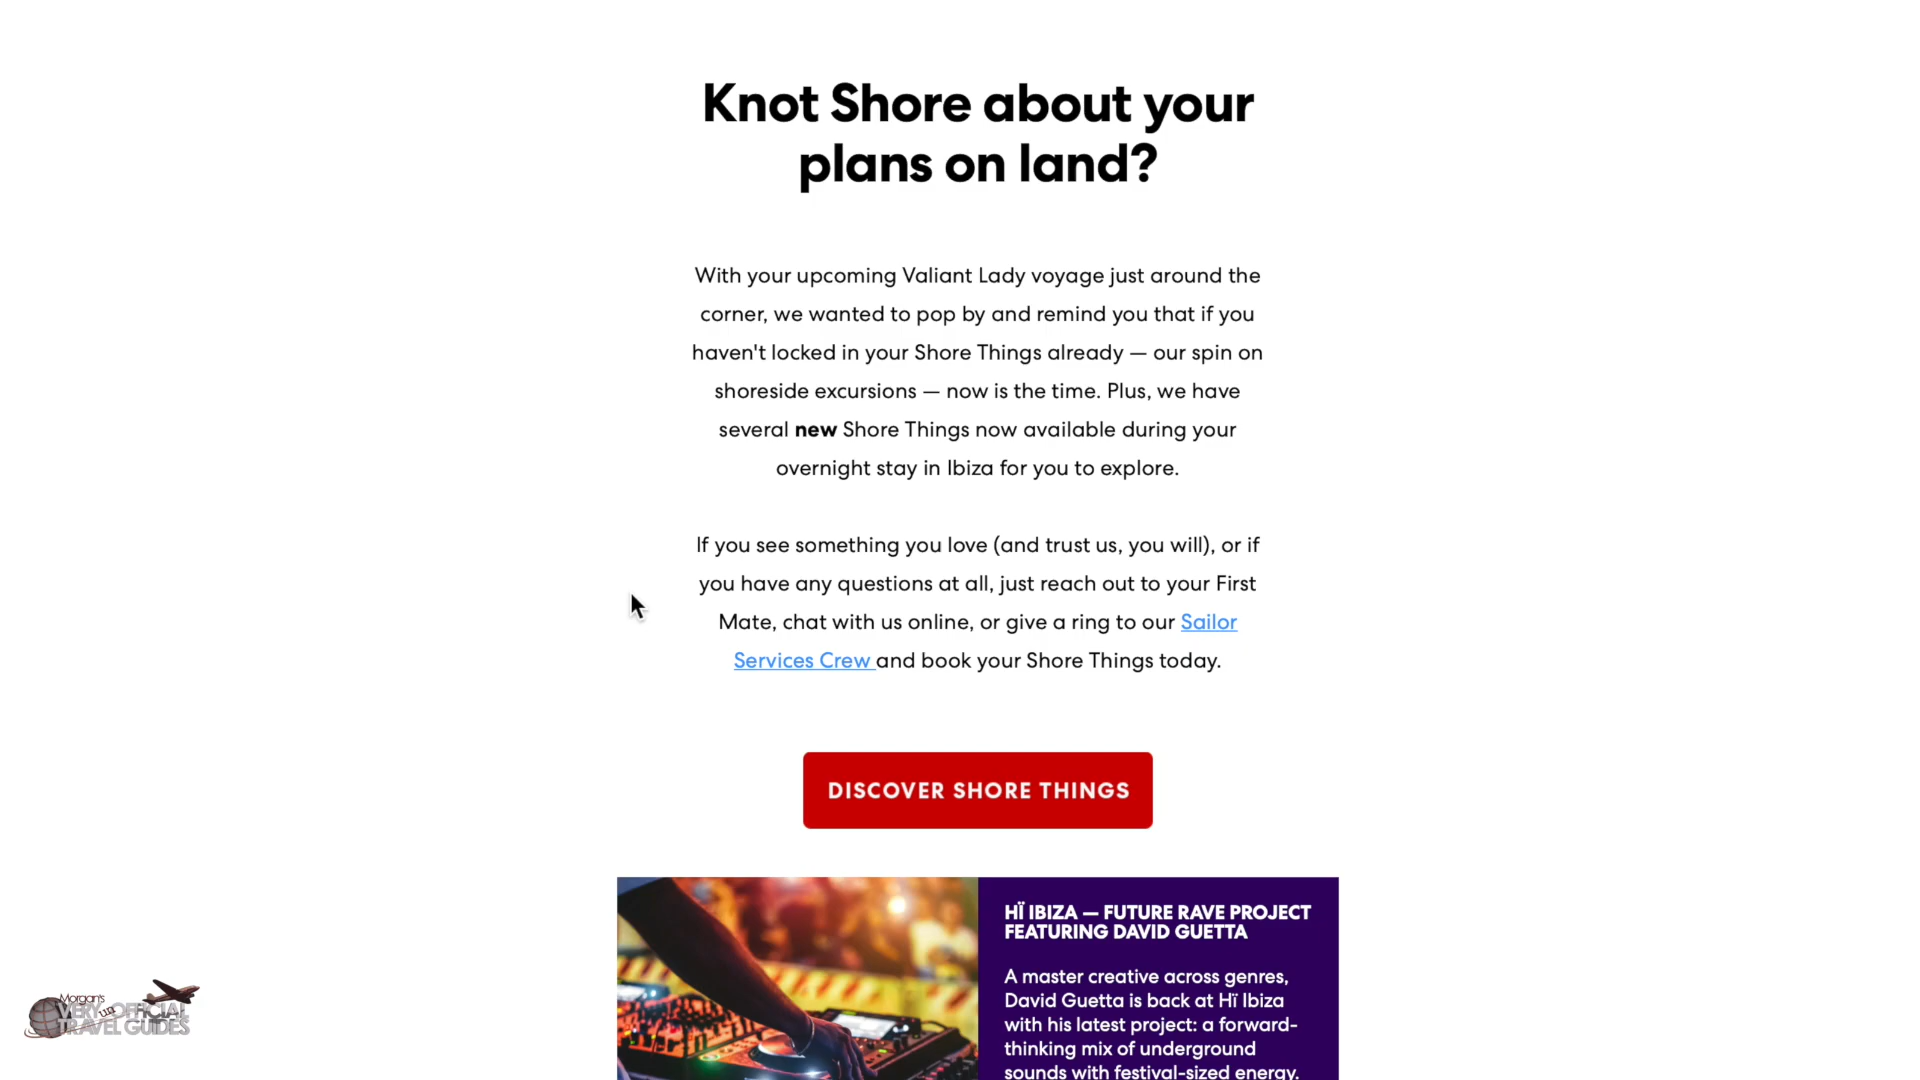 Knot Shore about your
plans on land?
With your upcoming Valiant Lady voyage just around the
corner, we wanted to pop by and remind you that if you
haven't locked in your Shore Things already — our spin on
shoreside excursions — now is the time. Plus, we have
several new Shore Things now available during your
overnight stay in Ibiza for you to explore.
If you see something you love (and trust us, you will), or if
you have any questions at all, just reach out to your First
Mate, chat with us online, or give a ring to our Sailor
Services Crew and book your Shore Things today.
DISCOVER SHORE THINGS
HÏ IBIZA — FUTURE RAVE PROJECT
FEATURING DAVID GUETTA
A master creative across genres,
David Guetta is back at Hï Ibiza
with his latest project: a forward-
thinking mix of underground
sounds with festival-sized energy.
Morgan's
VERY un OFFICIAL
TRAVEL GUIDES